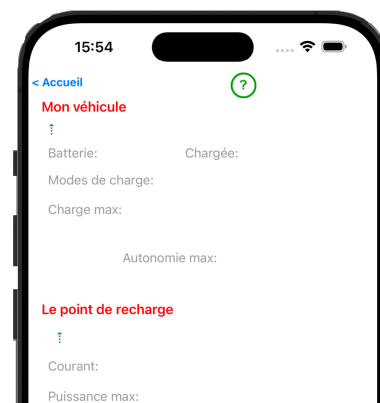 15:54
< Accueil
?
Mon véhicule
Batterie: Chargée:
Modes de charge:
Charge max:
Autonomie max:
Le point de recharge
Courant:
Puissance max: